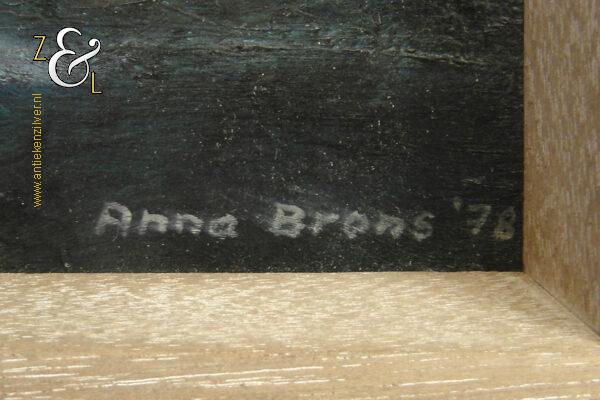 Z & L
www.antiekenzilver.nl
Anna Brons '78